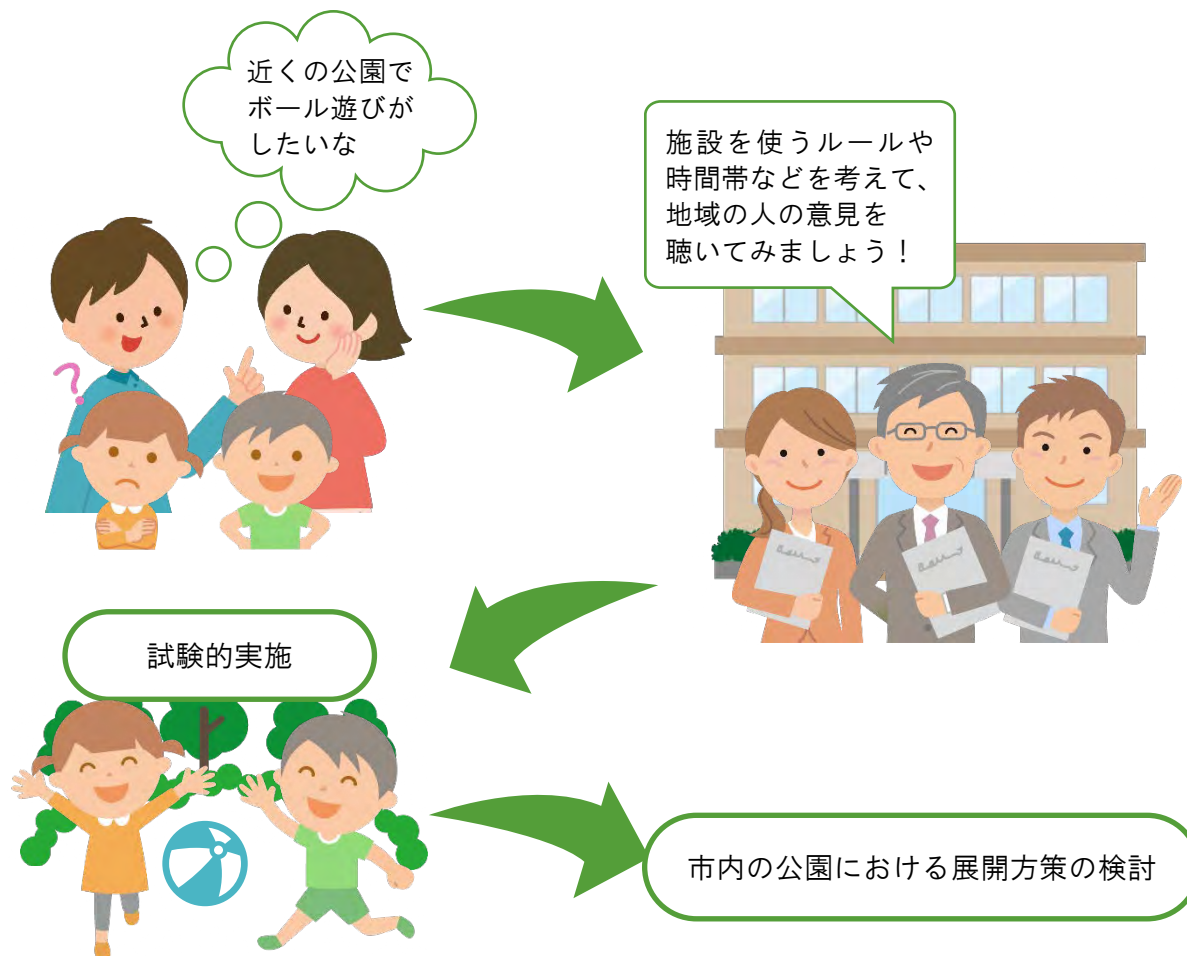 近くの公園で
ボール遊びが
したいな
施設を使うルールや
時間帯などを考えて、
地域の人の意見を
聴いてみましょう！
?
試験的実施
市内の公園における展開方策の検討